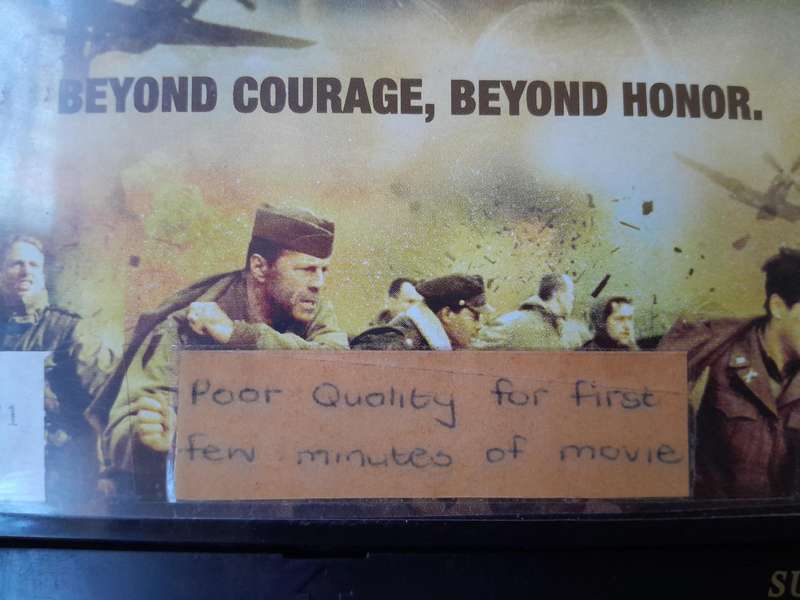 BEYOND COURAGE, BEYOND HONOR.
Poor Quality for first
few minutes of movie